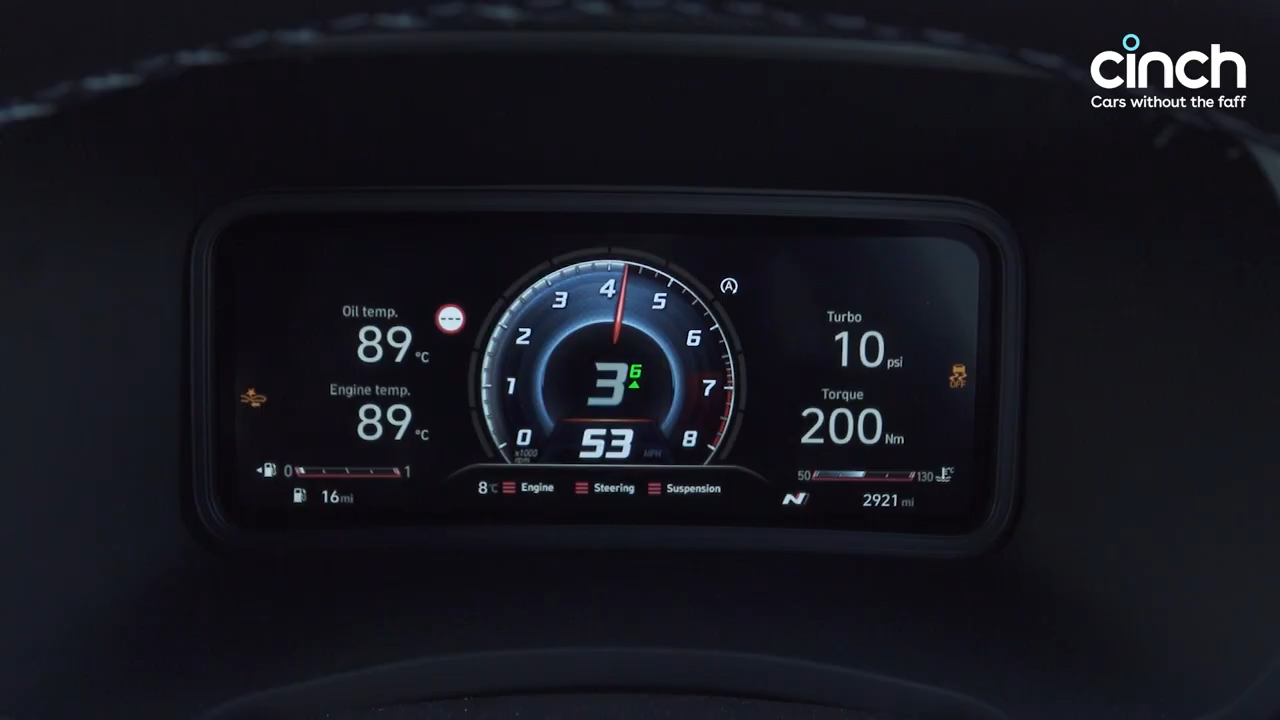 cinch
Cars without the faff
Oil temp.
89 °C
Engine temp.
89 °C
0 1
16 mi
0 1 2 3 4 5 6 7 8
x1000
rpm
3 6
53 MPH
8°C Engine Steering Suspension
A
Turbo
10 psi
Torque
200 Nm
OFF
50 130 °C
N 2921 mi